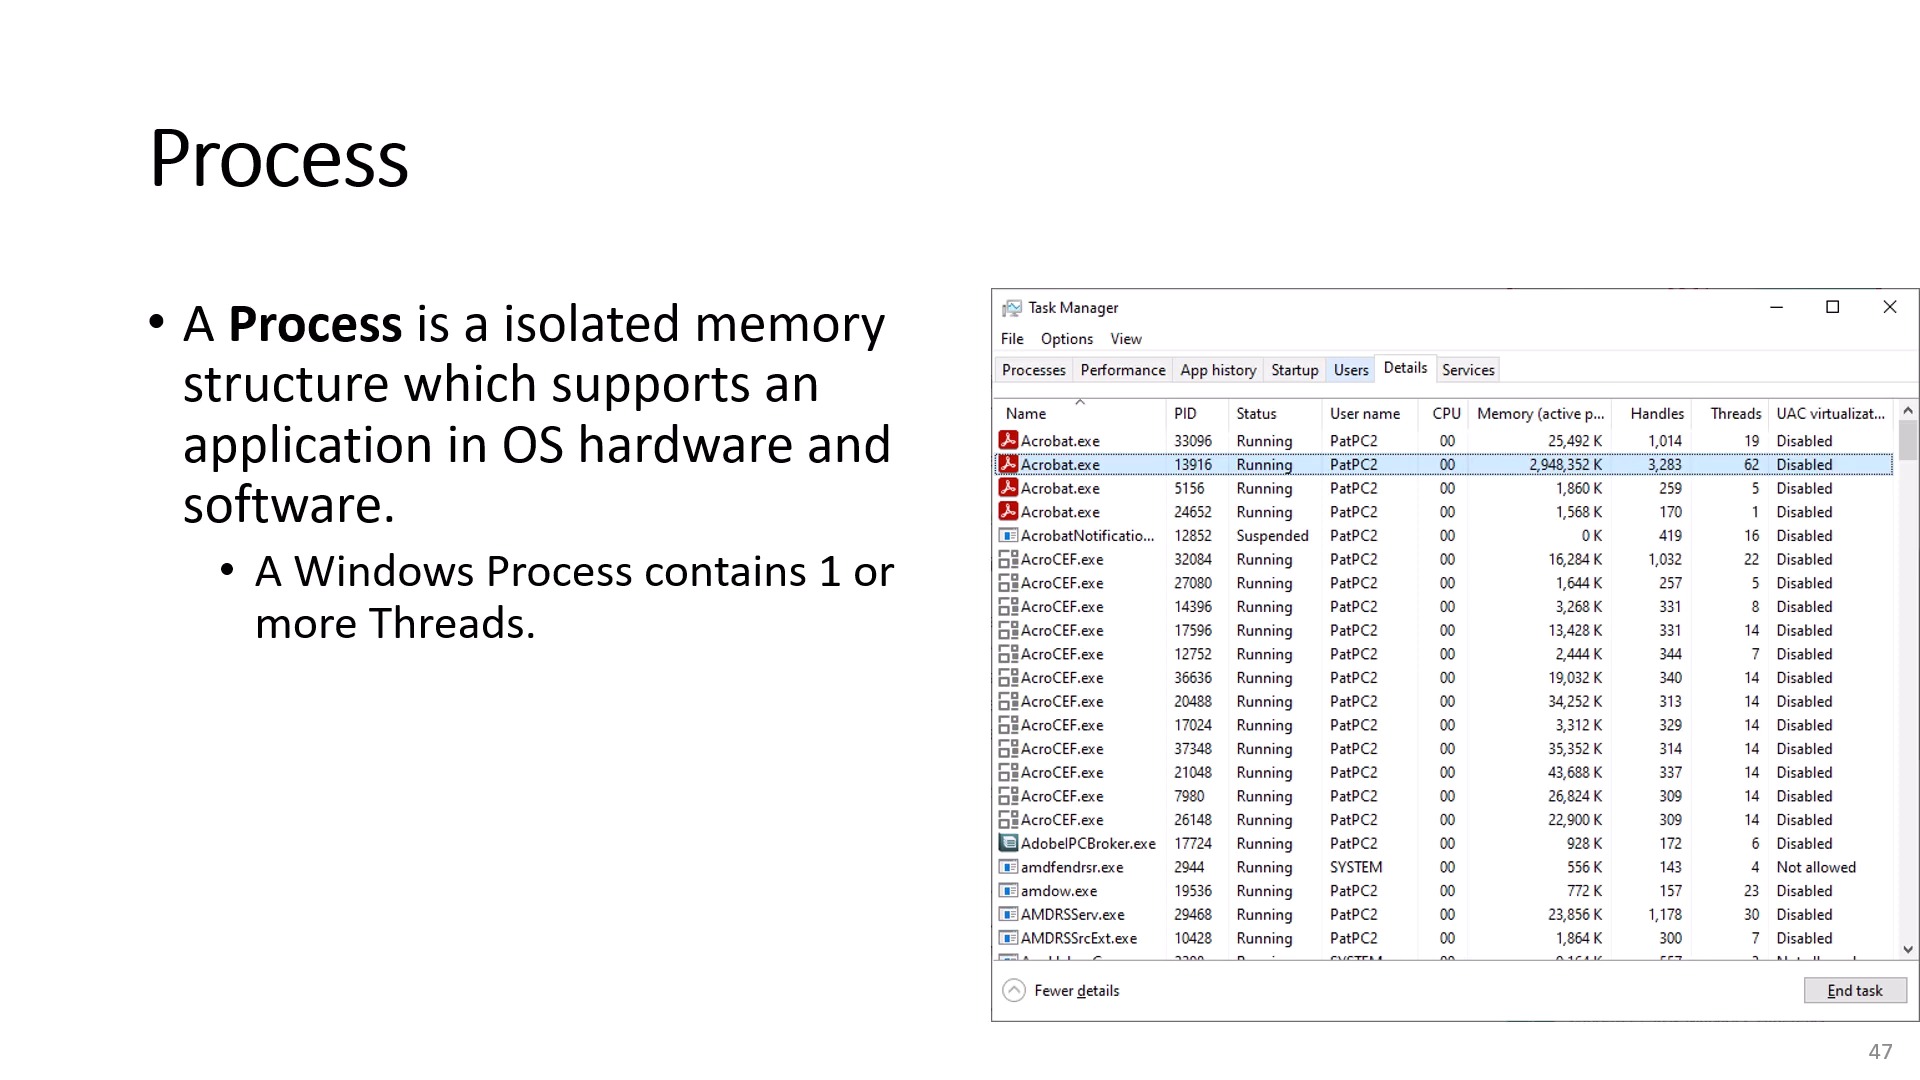 Process
• A Process is a isolated memory
structure which supports an
application in OS hardware and
software.
• A Windows Process contains 1 or
more Threads.
Task Manager
File Options View
Processes Performance App history Startup Users Details Services
Name PID Status User name CPU Memory (active p... Handles Threads UAC virtualizat...
Acrobat.exe 33096 Running PatPC2 00 25,492 K 1,014 19 Disabled
Acrobat.exe 13916 Running PatPC2 00 2,948,352 K 3,283 62 Disabled
Acrobat.exe 5156 Running PatPC2 00 1,860 K 259 5 Disabled
Acrobat.exe 24652 Running PatPC2 00 1,568 K 170 1 Disabled
AcrobatNotificatio... 12852 Suspended PatPC2 00 0 K 419 16 Disabled
AcroCEF.exe 32084 Running PatPC2 00 16,284 K 1,032 22 Disabled
AcroCEF.exe 27080 Running PatPC2 00 1,644 K 257 5 Disabled
AcroCEF.exe 14396 Running PatPC2 00 3,268 K 331 8 Disabled
AcroCEF.exe 17596 Running PatPC2 00 13,428 K 331 14 Disabled
AcroCEF.exe 12752 Running PatPC2 00 2,444 K 344 7 Disabled
AcroCEF.exe 36636 Running PatPC2 00 19,032 K 340 14 Disabled
AcroCEF.exe 20488 Running PatPC2 00 34,252 K 313 14 Disabled
AcroCEF.exe 17024 Running PatPC2 00 3,312 K 329 14 Disabled
AcroCEF.exe 37348 Running PatPC2 00 35,352 K 314 14 Disabled
AcroCEF.exe 21048 Running PatPC2 00 43,688 K 337 14 Disabled
AcroCEF.exe 7980 Running PatPC2 00 26,824 K 309 14 Disabled
AcroCEF.exe 26148 Running PatPC2 00 22,900 K 309 14 Disabled
AdobeIPCBroker.exe 17724 Running PatPC2 00 928 K 172 6 Disabled
amdfendrsr.exe 2944 Running SYSTEM 00 556 K 143 4 Not allowed
amdow.exe 19536 Running PatPC2 00 772 K 157 23 Disabled
AMDRSServ.exe 29468 Running PatPC2 00 23,856 K 1,178 30 Disabled
AMDRSSrcExt.exe 10428 Running PatPC2 00 1,864 K 300 7 Disabled
Fewer details End task
47